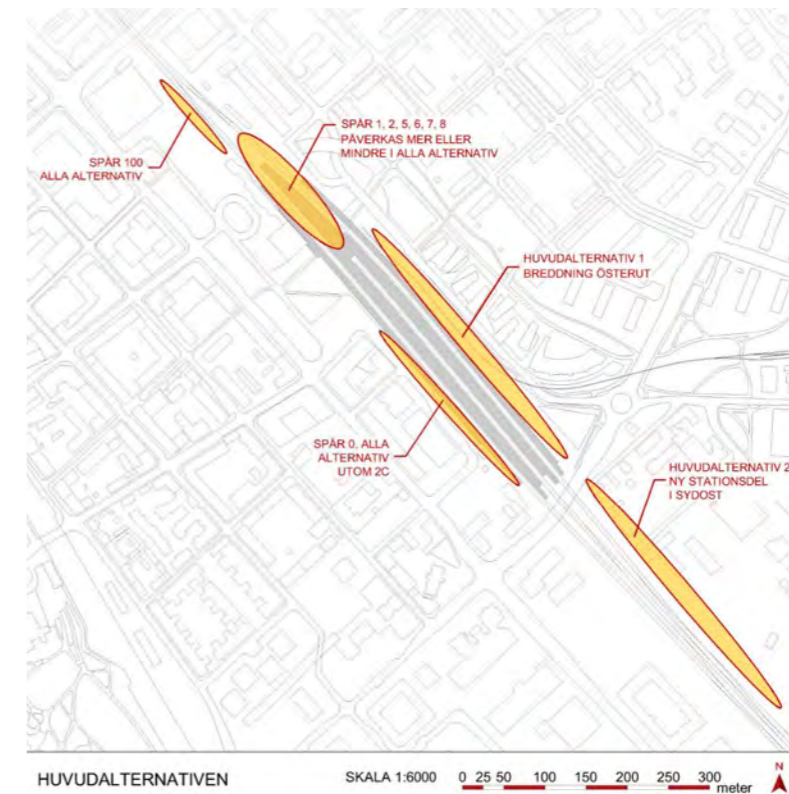 SPÅR 1, 2, 5, 6, 7, 8
PÅVERKAS MER ELLER
MINDRE I ALLA ALTERNATIV
SPÅR 100
ALLA ALTERNATIV
HUVUDALTERNATIV 1
BREDDNING ÖSTERUT
SPÅR 0, ALLA
ALTERNATIV
UTOM 2C
HUVUDALTERNATIV 2
NY STATIONSDEL
I SYDOST
HUVUDALTERNATIVEN
SKALA 1:6000
0 25 50 100 150 200 250 300
meter
N